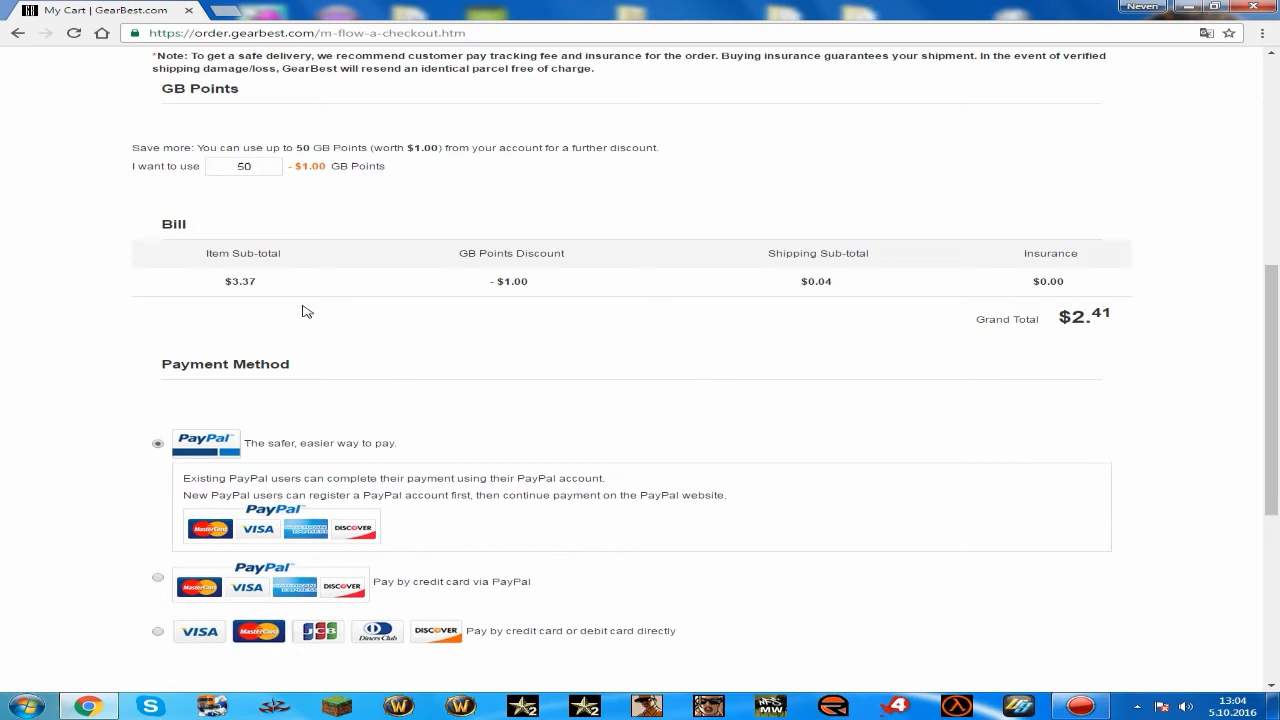 My Cart | GearBest.com
Neven
https://order.gearbest.com/m-flow-a-checkout.htm
*Note: To get a safe delivery, we recommend customer pay tracking fee and insurance for the order. Buying insurance guarantees your shipment. In the event of verified
shipping damage/loss, GearBest will resend an identical parcel free of charge.
GB Points
Save more: You can use up to 50 GB Points (worth $1.00) from your account for a further discount.
I want to use 50 - $1.00 GB Points
Bill
Item Sub-total GB Points Discount Shipping Sub-total Insurance
$3.37 - $1.00 $0.04 $0.00
Grand Total $2.41
Payment Method
PayPal The safer, easier way to pay.
Existing PayPal users can complete their payment using their PayPal account.
New PayPal users can register a PayPal account first, then continue payment on the PayPal website.
PayPal
MasterCard VISA AMERICAN EXPRESS DISCOVER
PayPal
MasterCard VISA AMERICAN EXPRESS DISCOVER Pay by credit card via PayPal
VISA MasterCard JCB Diners Club DISCOVER Pay by credit card or debit card directly
13:04
5.10.2016